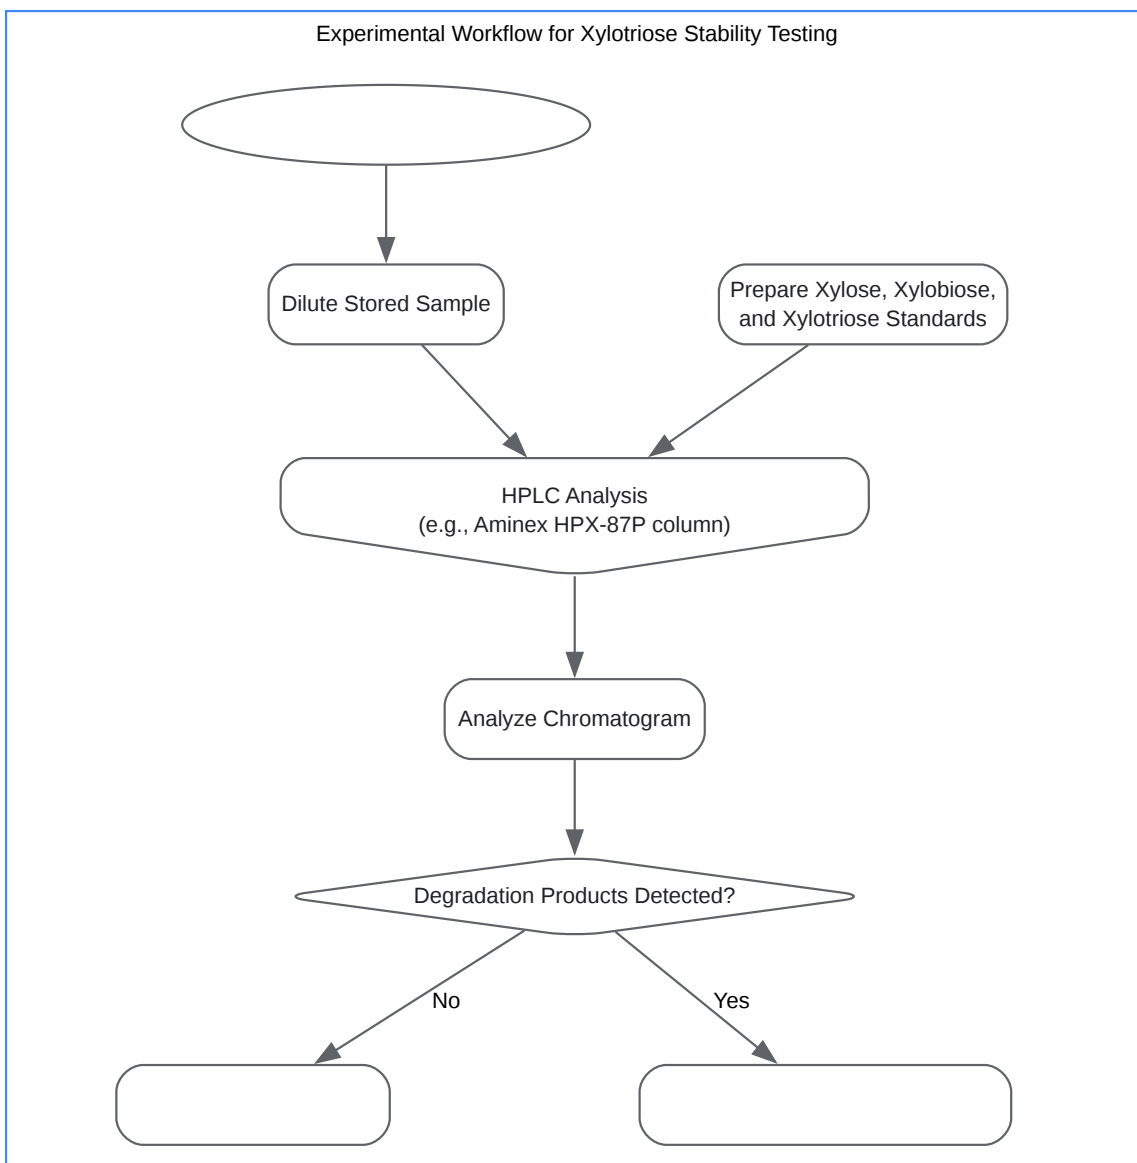 Experimental Workflow for Xylotriose Stability Testing
Dilute Stored Sample
Prepare Xylose, Xylobiose,
and Xylotriose Standards
HPLC Analysis
(e.g., Aminex HPX-87P column)
Analyze Chromatogram
Degradation Products Detected?
No
Yes